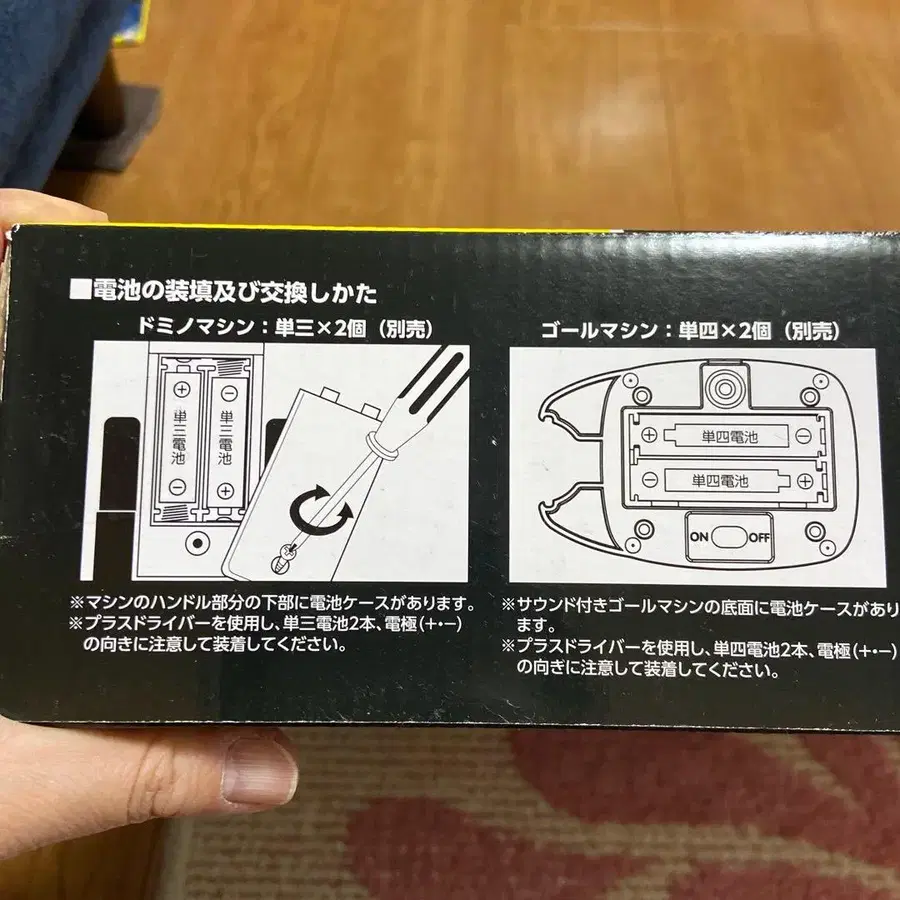 ■電池の装填及び交換しかた
ドミノマシン：単三×2個（別売）
単三電池
単三電池
※マシンのハンドル部分の下部に電池ケースがあります。
※プラスドライバーを使用し、単三電池2本、電極(+・−)
の向きに注意して装着してください。
ゴールマシン：単四×2個（別売）
単四電池
単四電池
ON OFF
※サウンド付きゴールマシンの底面に電池ケースがあり
ます。
※プラスドライバーを使用し、単四電池2本、電極(+・−)
の向きに注意して装着してください。